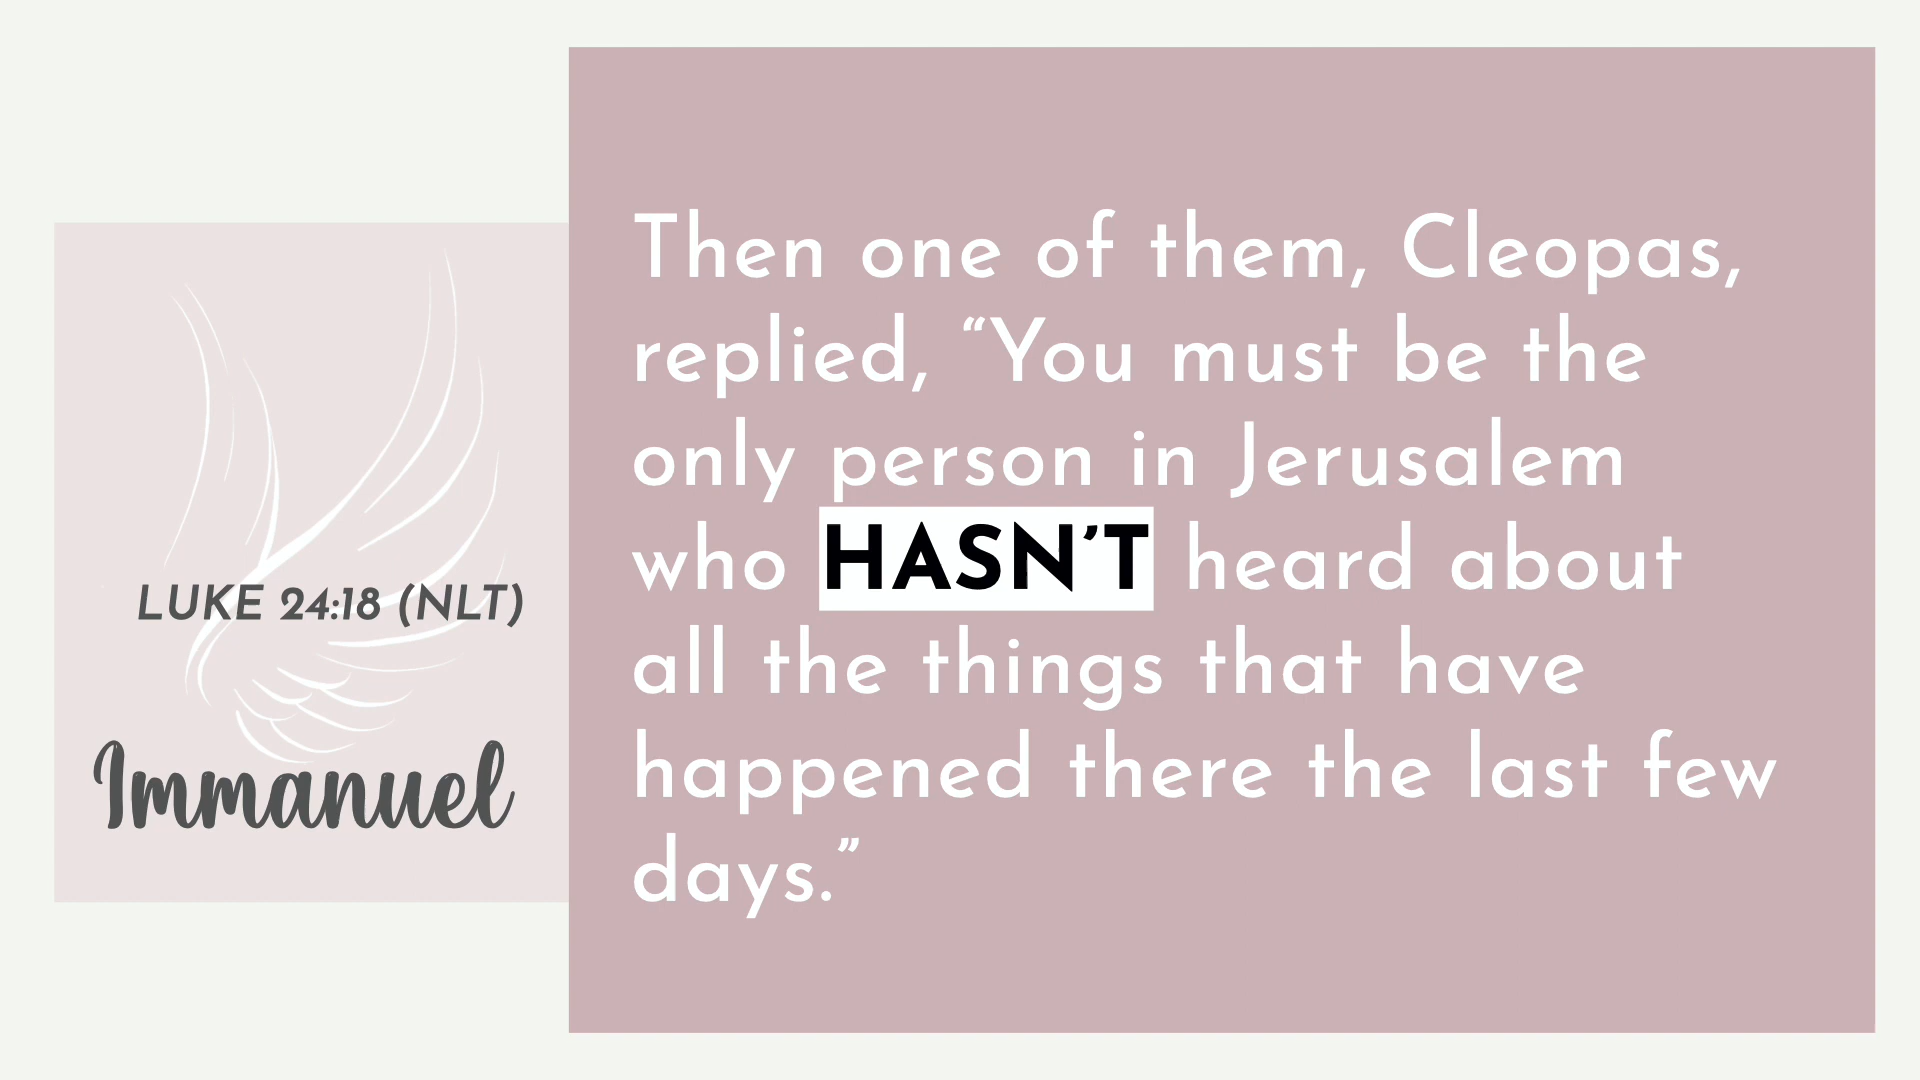 LUKE 24:18 (NLT)
Immanuel
Then one of them, Cleopas,
replied, “You must be the
only person in Jerusalem
who HASN’T heard about
all the things that have
happened there the last few
days.”